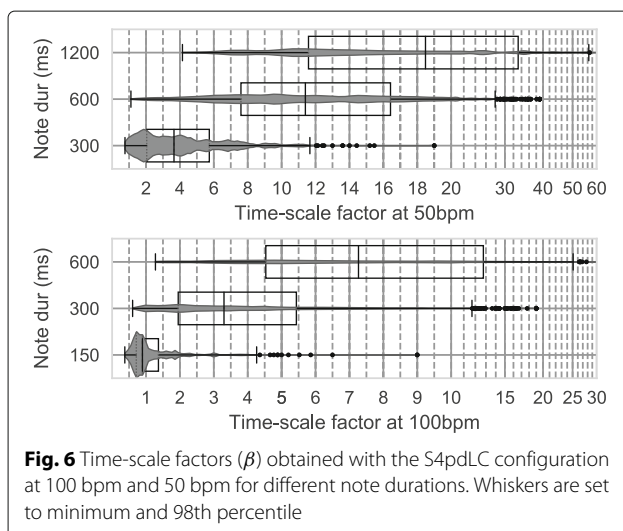 Note dur (ms)
1200
600
300
2 4 6 8 10 12 14 16 18 20 30 40 50 60
Time-scale factor at 50bpm
Note dur (ms)
600
300
150
1 2 3 4 5 6 7 8 9 10 15 20 25 30
Time-scale factor at 100bpm
Fig. 6 Time-scale factors (β) obtained with the S4pdLC configuration
at 100 bpm and 50 bpm for different note durations. Whiskers are set
to minimum and 98th percentile